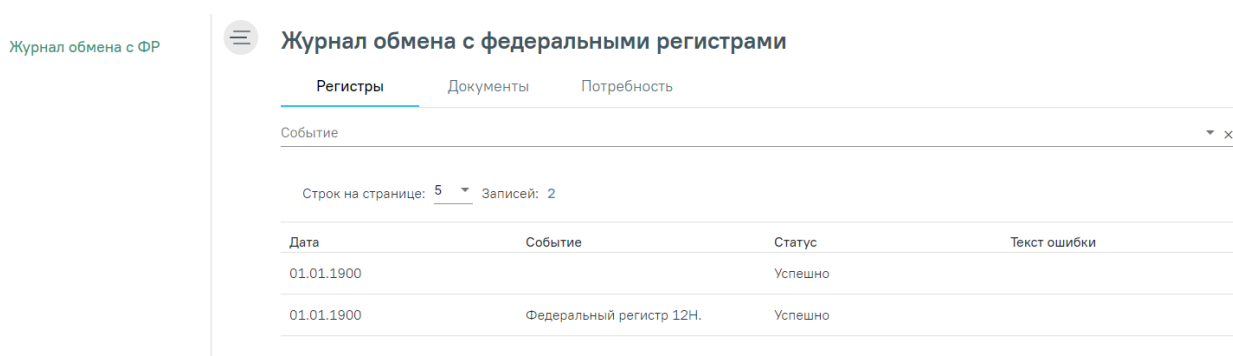 Журнал обмена с ФР
Журнал обмена с федеральными регистрами
Регистры Документы Потребность
Событие
Строк на странице: 5 Записей: 2
Дата Событие Статус Текст ошибки
01.01.1900 Успешно
01.01.1900 Федеральный регистр 12Н. Успешно